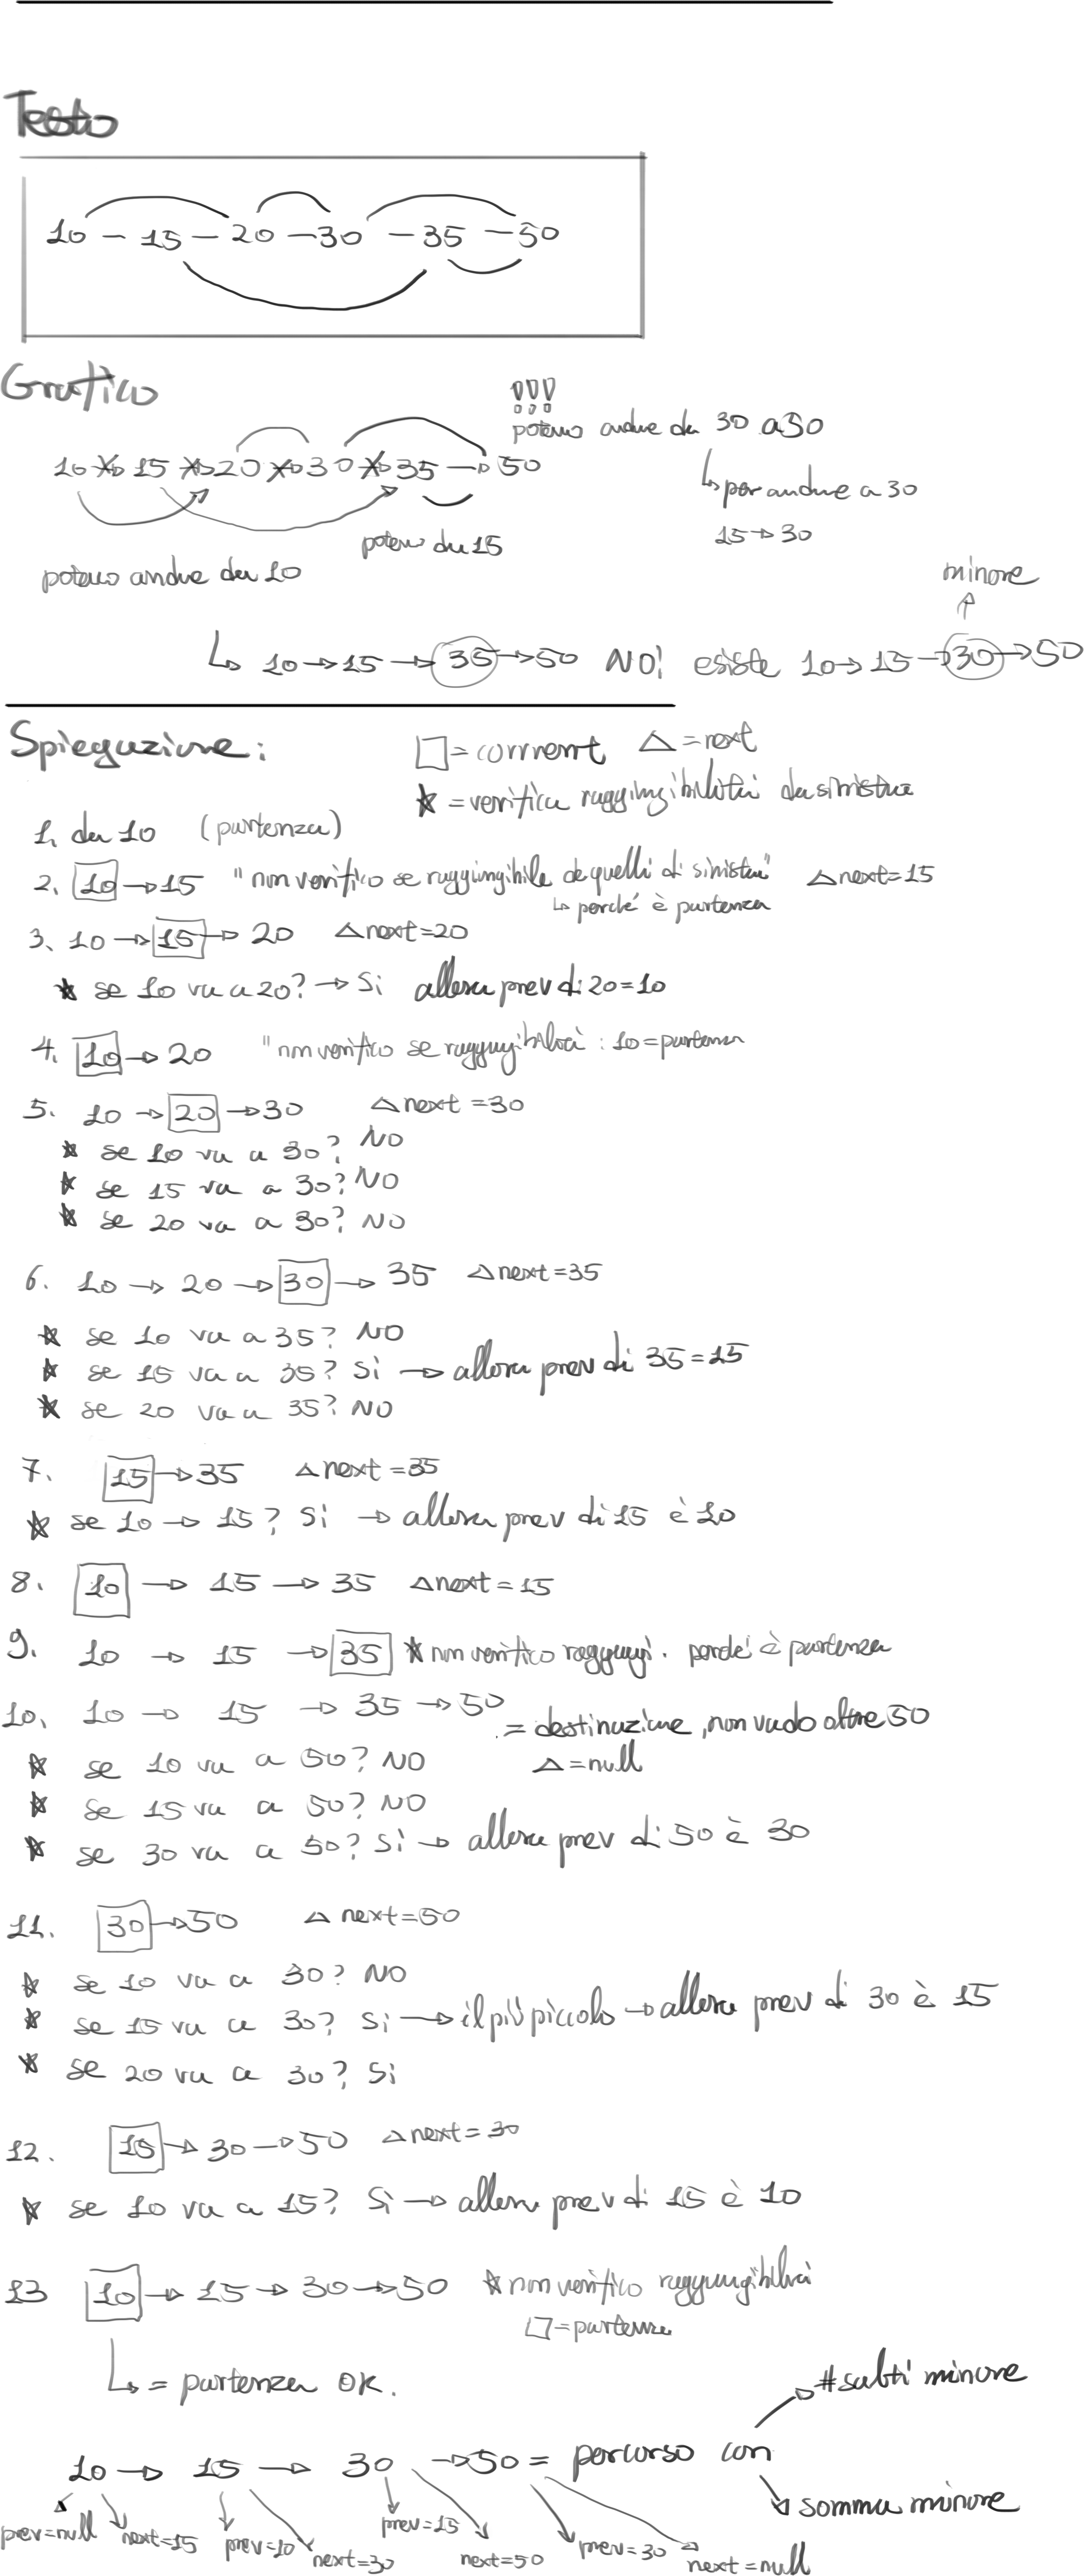 Testo
10 - 15 - 20 - 30 - 35 - 50
Grafico
!!!
potevo andare da 30 a 50
10 → 15 → 20 → 30 → 35 → 50
↳ per andare a 30
15 → 30
potevo da 15
potevo andare da 10
minore
↳ 10 → 15 → 35 → 50 NO! esiste 10 → 15 → 30 → 50
Spiegazione:
□ = current △ = next
★ = verifica raggiungibilità da sinistra
1. da 10 (partenza)
2. 10 → 15 "non verifico se raggiungibile da quelli di sinistra" △ next = 15
↳ perché è partenza
3. 10 → 15 → 20 △ next = 20
★ se 10 va a 20? → Si allora prev di 20 = 10
4. 10 → 20 "non verifico se : 10 = partenza
5. 10 → 20 → 30 △ next = 30
★ se 10 va a 30? NO
★ se 15 va a 30? NO
★ se 20 va a 30? NO
6. 10 → 20 → 30 → 35 △ next = 35
★ se 10 va a 35? NO
★ se 15 va a 35? Si → allora prev di 35 = 15
★ se 20 va a 35? NO
7. 15 → 35 △ next = 35
★ se 10 → 15? Si → allora prev di 15 è 10
8. 10 → 15 → 35 △ next = 15
9. 10 → 15 → 35 ★ non verifico perché è partenza
10. 10 → 15 → 35 → 50 = destinazione, non vado oltre 50
△ = null
★ se 10 va a 50? NO
★ se 15 va a 50? NO
★ se 30 va a 50? Si → allora prev di 50 è 30
11. 30 → 50 △ next = 50
★ se 10 va a 30? NO
★ se 15 va a 30? Si → il più piccolo → allora prev di 30 è 15
★ se 20 va a 30? Si
12. 15 → 30 → 50 △ next = 30
★ se 10 va a 15? Si → allora prev di 15 è 10
13 10 → 15 → 30 → 50 ★ non verifico
□ = partenza
↳ = partenza OK.
#salti minore
10 → 15 → 30 → 50 = percorso con
somma minore
prev = null next = 15 prev = 10 next = 30 prev = 15 next = 50 prev = 30 next = null